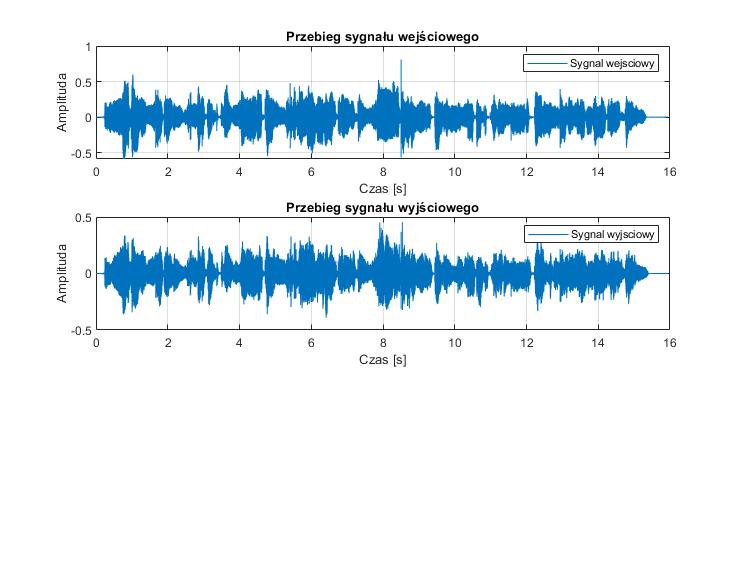 Przebieg sygnału wejściowego
Sygnal wejsciowy
Amplituda
1
0.5
0
-0.5
0 2 4 6 8 10 12 14 16
Czas [s]
Przebieg sygnału wyjściowego
Sygnal wyjsciowy
Amplituda
0.5
0
-0.5
0 2 4 6 8 10 12 14 16
Czas [s]